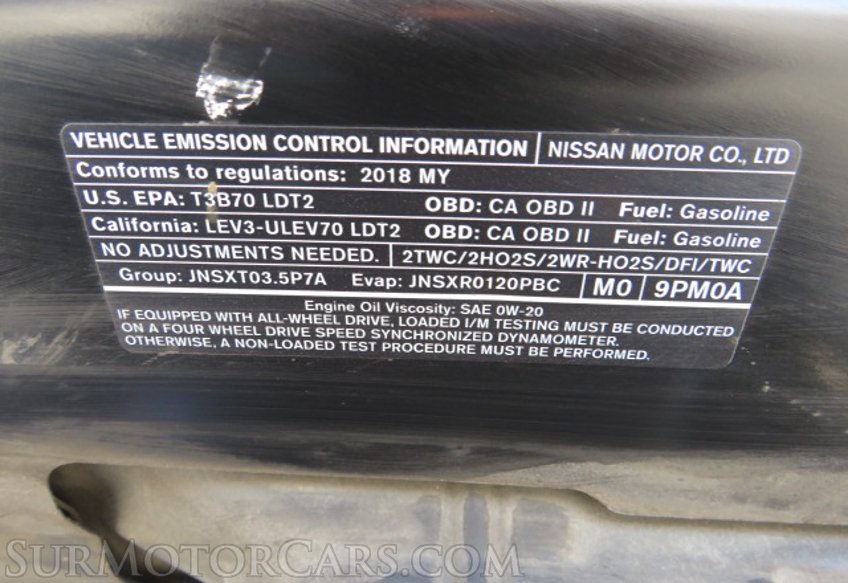 VEHICLE EMISSION CONTROL INFORMATION NISSAN MOTOR CO., LTD
Conforms to regulations: 2018 MY
U.S. EPA: T3B70 LDT2 OBD: CA OBD II Fuel: Gasoline
California: LEV3-ULEV70 LDT2 OBD: CA OBD II Fuel: Gasoline
NO ADJUSTMENTS NEEDED. 2TWC/2HO2S/2WR-HO2S/DFI/TWC
Group: JNSXT03.5P7A Evap: JNSXR0120PBC M0 9PM0A
Engine Oil Viscosity: SAE 0W-20
IF EQUIPPED WITH ALL-WHEEL DRIVE, LOADED I/M TESTING MUST BE CONDUCTED
ON A FOUR WHEEL DRIVE SPEED SYNCHRONIZED DYNAMOMETER.
OTHERWISE, A NON-LOADED TEST PROCEDURE MUST BE PERFORMED.
SURMOTORCARS.COM